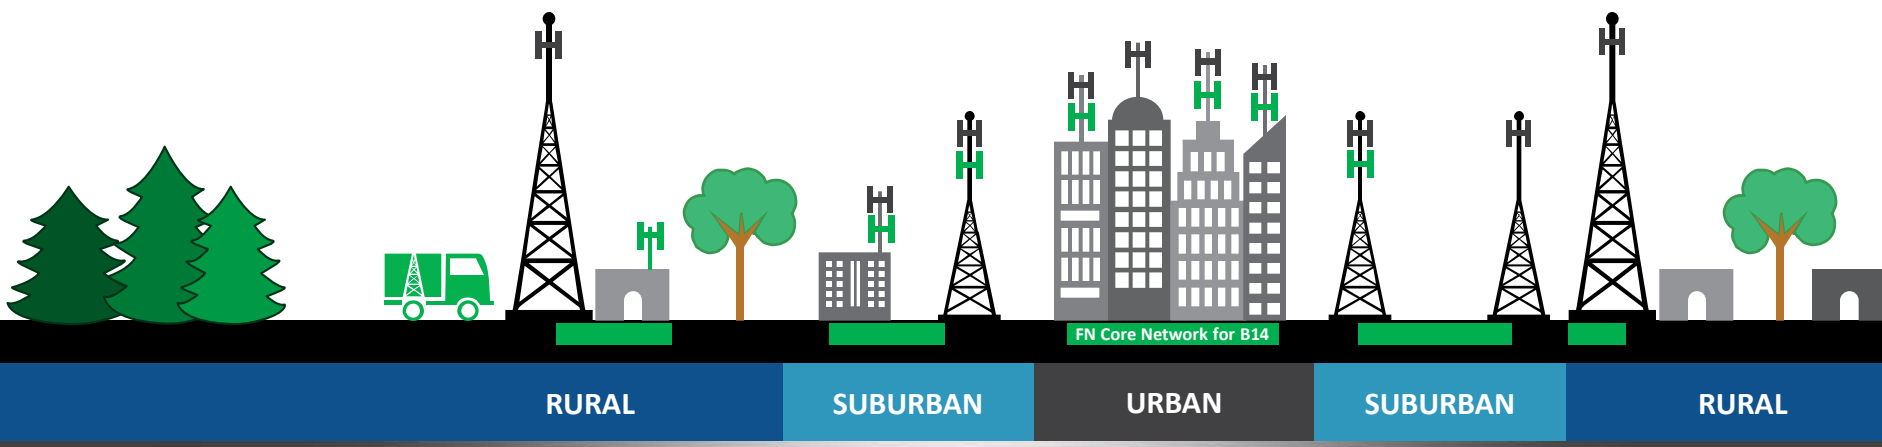 FN Core Network for B14
RURAL
SUBURBAN
URBAN
SUBURBAN
RURAL